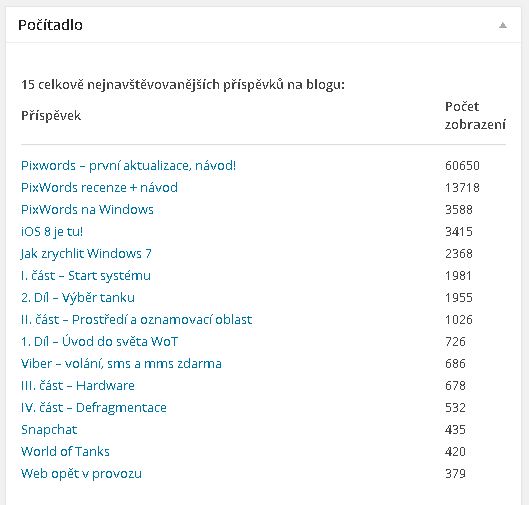 Počítadlo
15 celkově nejnavštěvovanějších příspěvků na blogu:
Příspěvek Počet zobrazení
Pixwords – první aktualizace, návod! 60650
PixWords recenze + návod 13718
PixWords na Windows 3588
iOS 8 je tu! 3415
Jak zrychlit Windows 7 2368
I. část – Start systému 1981
2. Díl – Výběr tanku 1955
II. část – Prostředí a oznamovací oblast 1026
1. Díl – Úvod do světa WoT 726
Viber – volání, sms a mms zdarma 686
III. část – Hardware 678
IV. část – Defragmentace 532
Snapchat 435
World of Tanks 420
Web opět v provozu 379